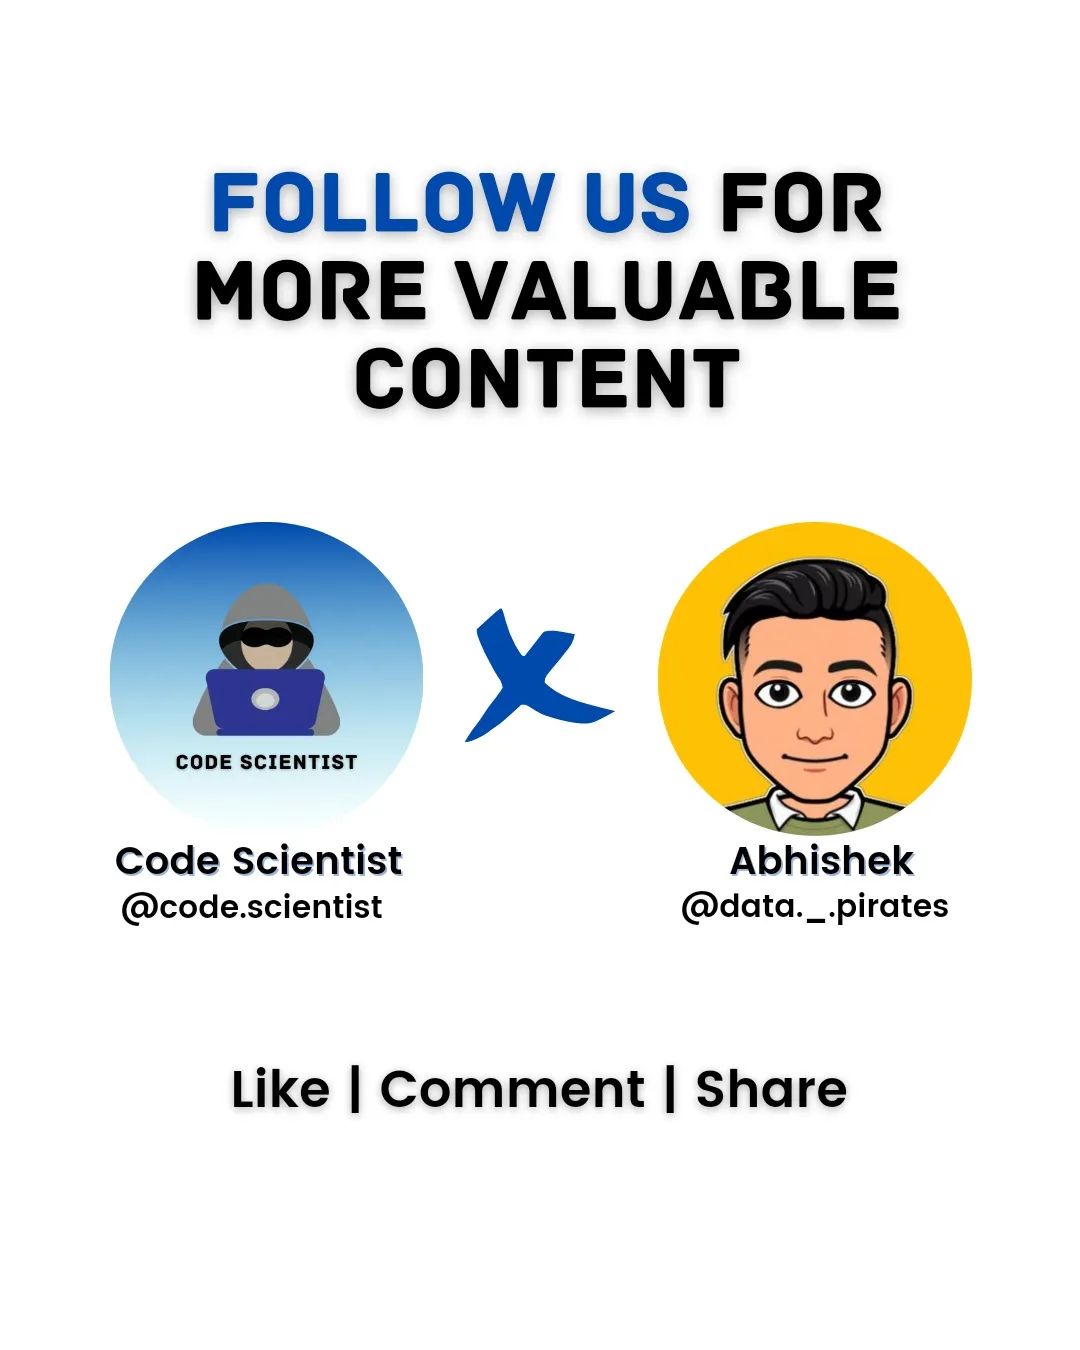 FOLLOW US FOR
MORE VALUABLE
CONTENT
CODE SCIENTIST
Code Scientist
@code.scientist
Abhishek
@data._.pirates
Like | Comment | Share